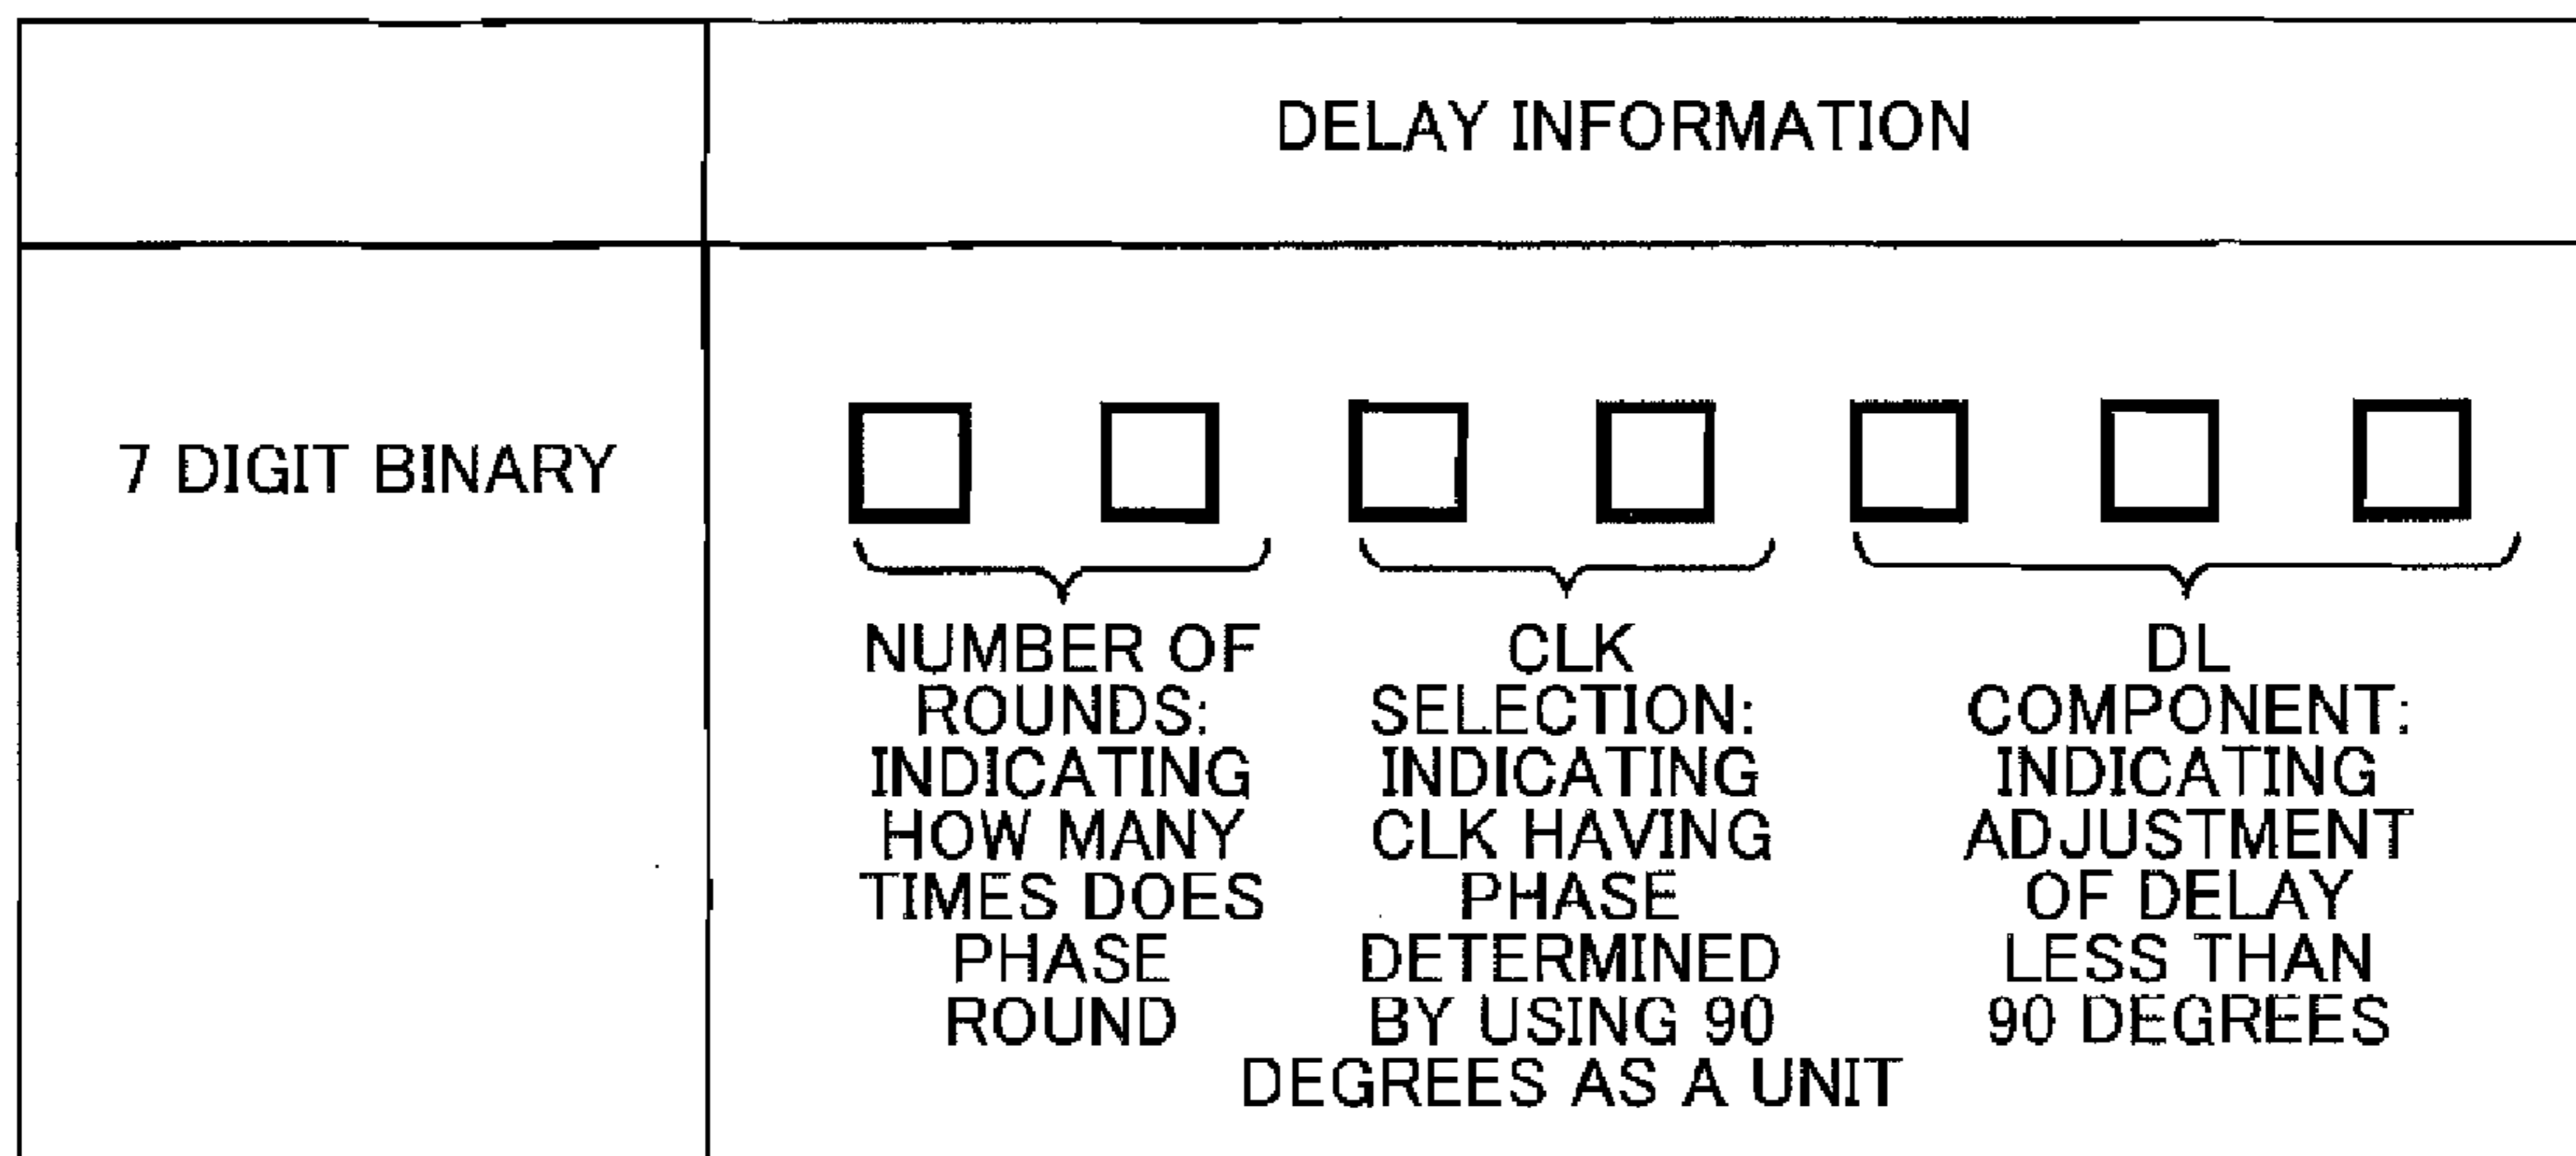 DELAY INFORMATION
7 DIGIT BINARY
NUMBER OF
ROUNDS:
INDICATING
HOW MANY
TIMES DOES
PHASE
ROUND
CLK
SELECTION:
INDICATING
CLK HAVING
PHASE
DETERMINED
BY USING 90
DEGREES AS A UNIT
DL
COMPONENT:
INDICATING
ADJUSTMENT
OF DELAY
LESS THAN
90 DEGREES